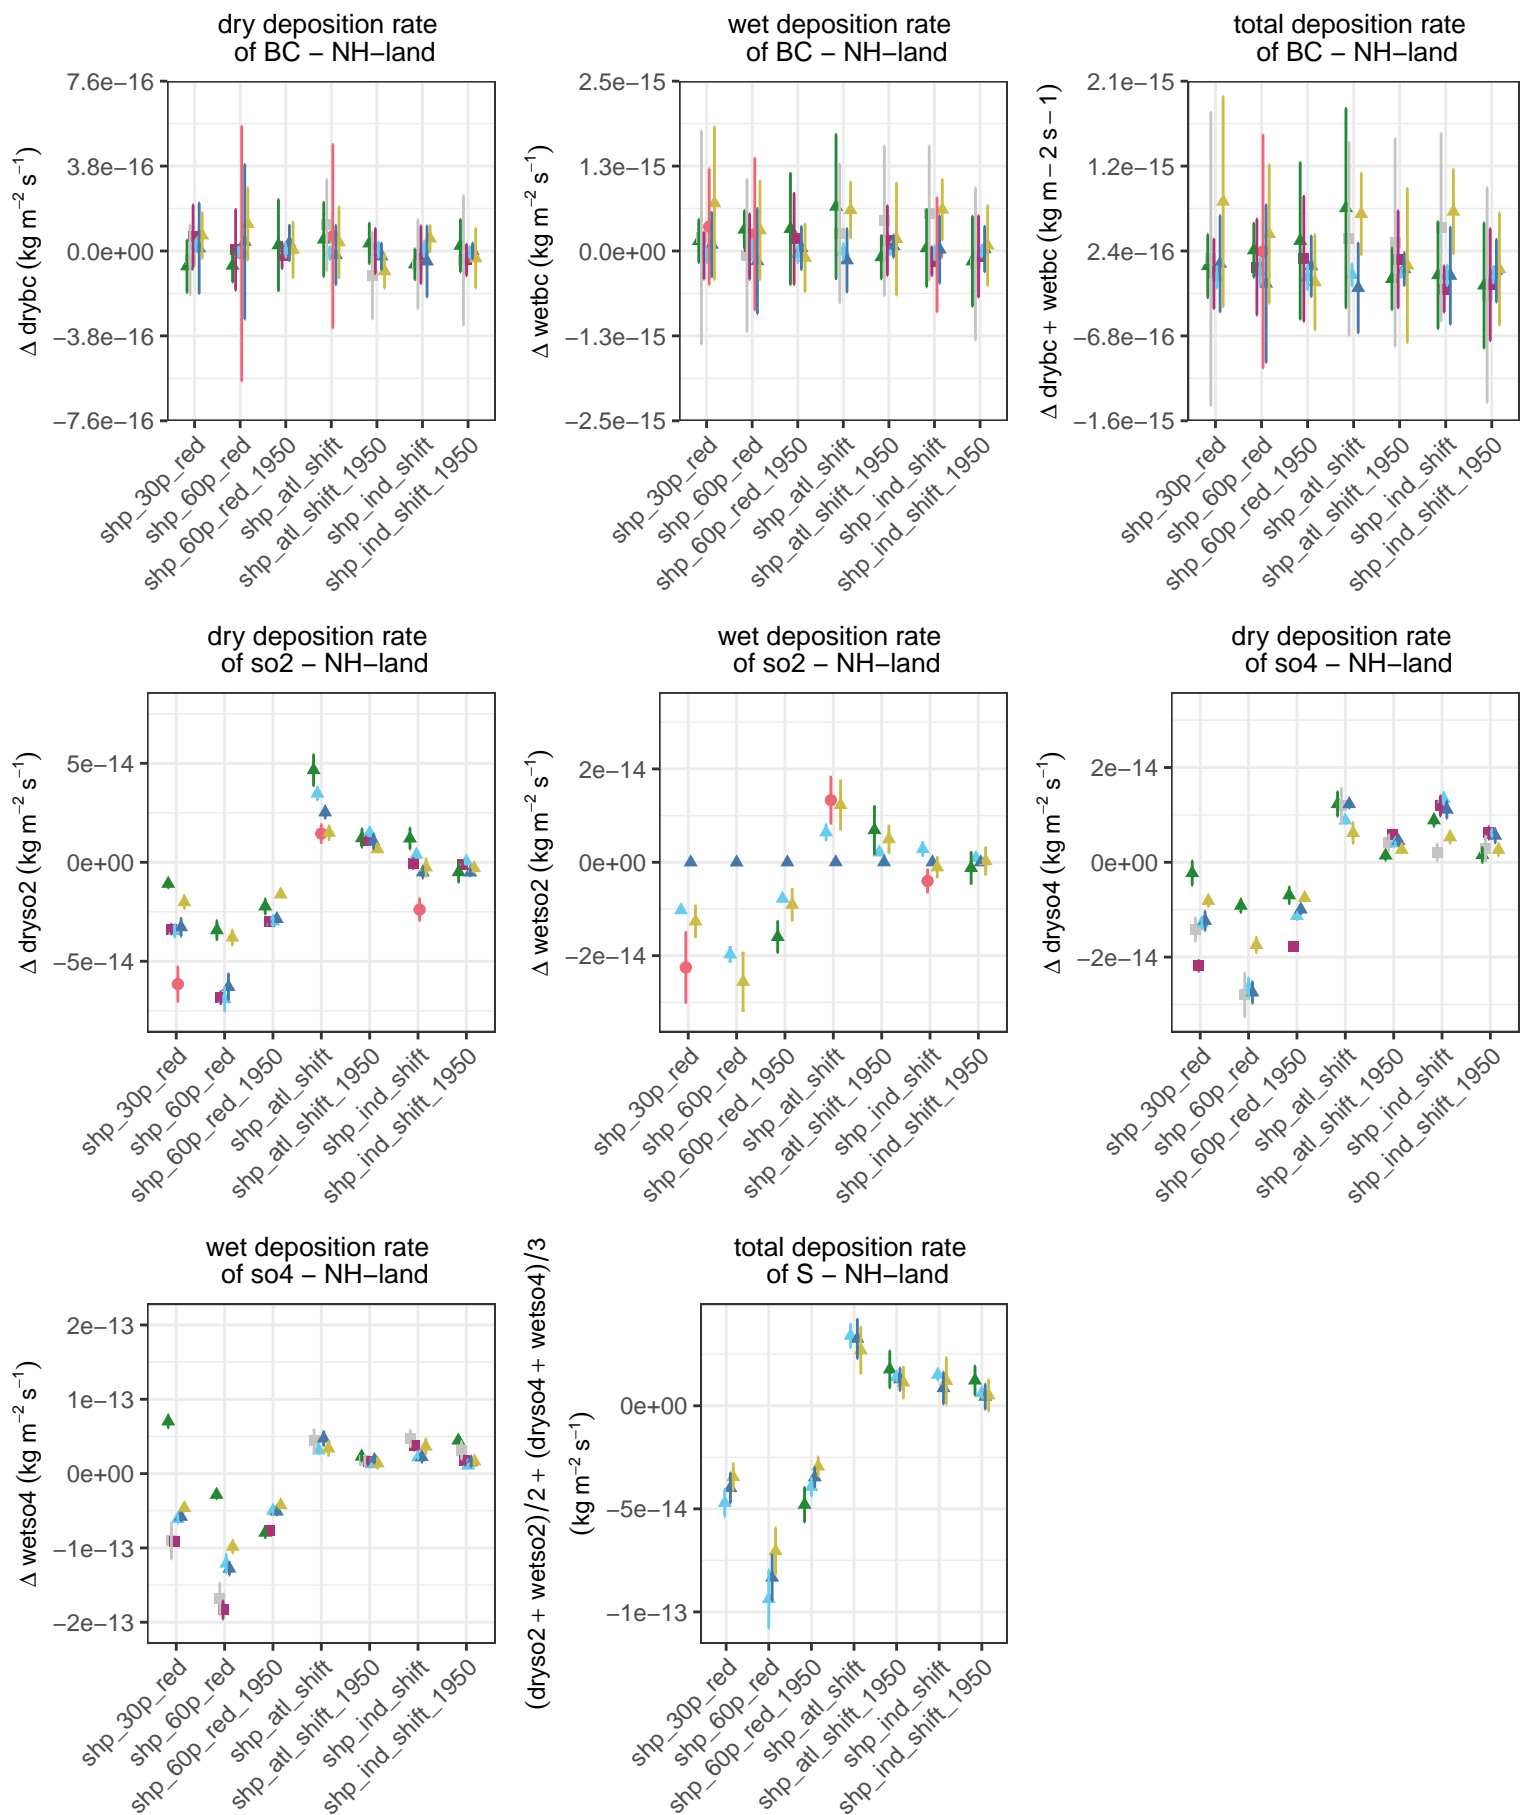 dry deposition rate
of BC − NH−land
7.6e−16
3.8e−16
0.0e+00
−3.8e−16
−7.6e−16
Δ drybc (kg m⁻² s⁻¹)
shp_30p_red
shp_60p_red
shp_60p_red_1950
shp_atl_shift
shp_atl_shift_1950
shp_ind_shift
shp_ind_shift_1950
wet deposition rate
of BC − NH−land
2.5e−15
1.3e−15
0.0e+00
−1.3e−15
−2.5e−15
Δ wetbc (kg m⁻² s⁻¹)
shp_30p_red
shp_60p_red
shp_60p_red_1950
shp_atl_shift
shp_atl_shift_1950
shp_ind_shift
shp_ind_shift_1950
total deposition rate
of BC − NH−land
2.1e−15
1.2e−15
2.4e−16
−6.8e−16
−1.6e−15
Δ drybc + wetbc (kg m − 2 s − 1)
shp_30p_red
shp_60p_red
shp_60p_red_1950
shp_atl_shift
shp_atl_shift_1950
shp_ind_shift
shp_ind_shift_1950
dry deposition rate
of so2 − NH−land
5e−14
0e+00
−5e−14
Δ dryso2 (kg m⁻² s⁻¹)
shp_30p_red
shp_60p_red
shp_60p_red_1950
shp_atl_shift
shp_atl_shift_1950
shp_ind_shift
shp_ind_shift_1950
wet deposition rate
of so2 − NH−land
2e−14
0e+00
−2e−14
Δ wetso2 (kg m⁻² s⁻¹)
shp_30p_red
shp_60p_red
shp_60p_red_1950
shp_atl_shift
shp_atl_shift_1950
shp_ind_shift
shp_ind_shift_1950
dry deposition rate
of so4 − NH−land
2e−14
0e+00
−2e−14
Δ dryso4 (kg m⁻² s⁻¹)
shp_30p_red
shp_60p_red
shp_60p_red_1950
shp_atl_shift
shp_atl_shift_1950
shp_ind_shift
shp_ind_shift_1950
wet deposition rate
of so4 − NH−land
2e−13
1e−13
0e+00
−1e−13
−2e−13
Δ wetso4 (kg m⁻² s⁻¹)
shp_30p_red
shp_60p_red
shp_60p_red_1950
shp_atl_shift
shp_atl_shift_1950
shp_ind_shift
shp_ind_shift_1950
total deposition rate
of S − NH−land
0e+00
−5e−14
−1e−13
(dryso2 + wetso2)/2 + (dryso4 + wetso4)/3
(kg m⁻² s⁻¹)
shp_30p_red
shp_60p_red
shp_60p_red_1950
shp_atl_shift
shp_atl_shift_1950
shp_ind_shift
shp_ind_shift_1950